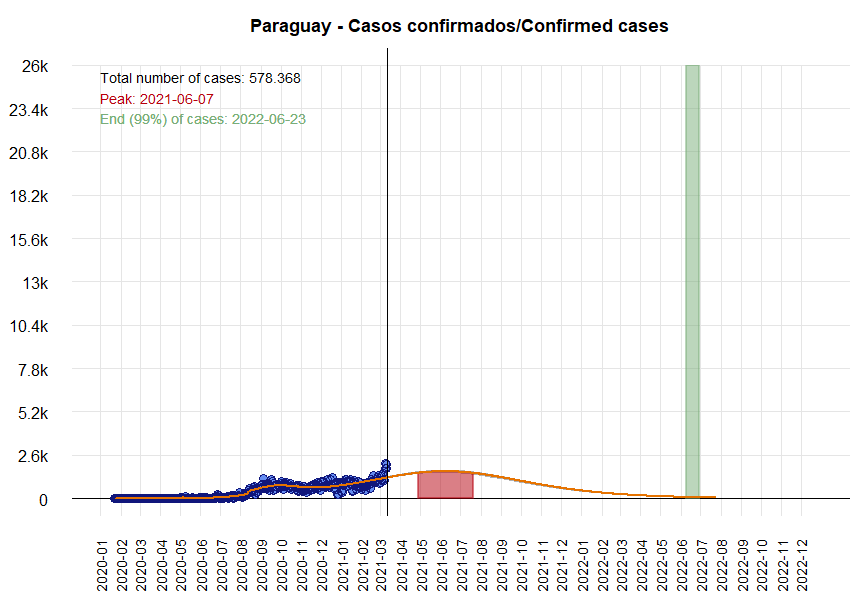 Paraguay - Casos confirmados/Confirmed cases
Total number of cases: 578.368
Peak: 2021-06-07
End (99%) of cases: 2022-06-23
26k
23.4k
20.8k
18.2k
15.6k
13k
10.4k
7.8k
5.2k
2.6k
0
2020-01
2020-02
2020-03
2020-04
2020-05
2020-06
2020-07
2020-08
2020-09
2020-10
2020-11
2020-12
2021-01
2021-02
2021-03
2021-04
2021-05
2021-06
2021-07
2021-08
2021-09
2021-10
2021-11
2021-12
2022-01
2022-02
2022-03
2022-04
2022-05
2022-06
2022-07
2022-08
2022-09
2022-10
2022-11
2022-12